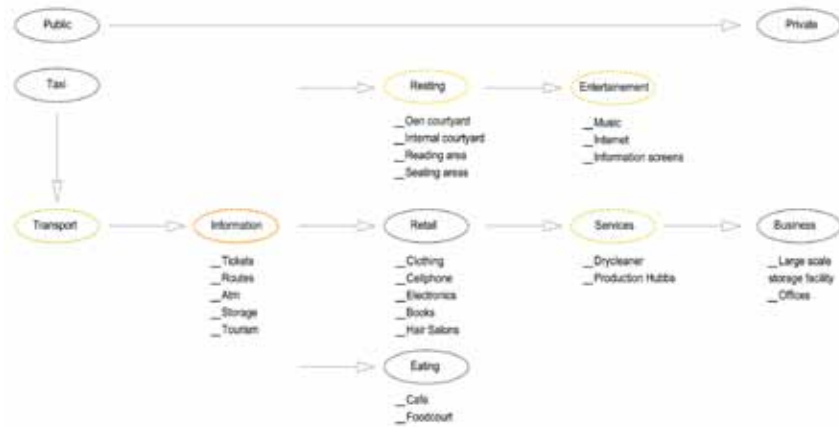 Public
Private
Taxi
Resting
Entertainement
__Den courtyard
__Internal courtyard
__Reading area
__Seating areas
__Music
__Internet
__Information screens
Transport
Information
Retail
Services
Business
__Tickets
__Routes
__Atm
__Storage
__Tourism
__Clothing
__Cellphone
__Electronics
__Books
__Hair Salons
__Drycleaner
__Production Hubbs
__Large scale
storage facility
__Offices
Eating
__Cafe
__Foodcourt